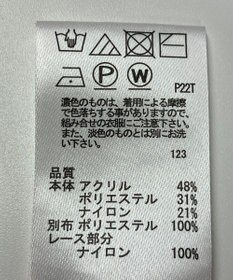 P W
P22T
濃色のものは、着用による摩擦
で色落ちする事がありますので、
組み合せの衣服にご注意下さい。
また、淡色のものとは別にお洗
い下さい。
123
品質
本体 アクリル 48%
ポリエステル 31%
ナイロン 21%
別布 ポリエステル 100%
レース部分
ナイロン 100%